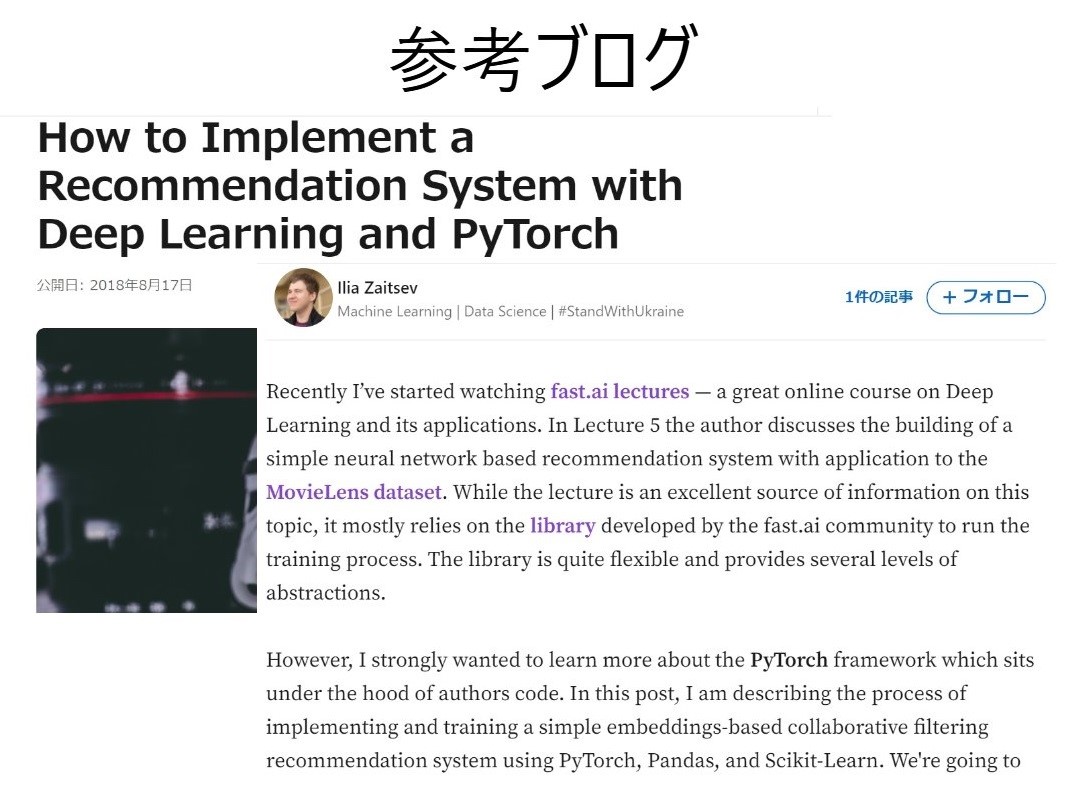 参考ブログ
How to Implement a
Recommendation System with
Deep Learning and PyTorch
公開日: 2018年8月17日
Ilia Zaitsev
Machine Learning | Data Science | #StandWithUkraine
1件の記事
+ フォロー
Recently I’ve started watching fast.ai lectures — a great online course on Deep
Learning and its applications. In Lecture 5 the author discusses the building of a
simple neural network based recommendation system with application to the
MovieLens dataset. While the lecture is an excellent source of information on this
topic, it mostly relies on the library developed by the fast.ai community to run the
training process. The library is quite flexible and provides several levels of
abstractions.
However, I strongly wanted to learn more about the PyTorch framework which sits
under the hood of authors code. In this post, I am describing the process of
implementing and training a simple embeddings-based collaborative filtering
recommendation system using PyTorch, Pandas, and Scikit-Learn. We're going to